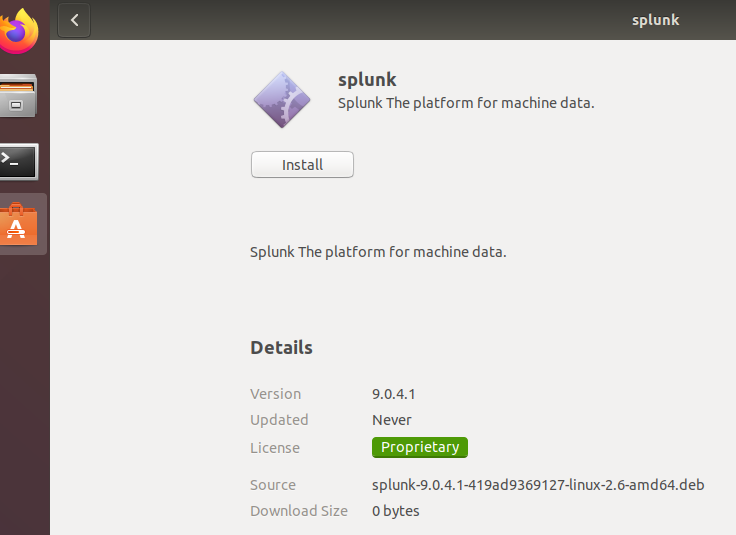 splunk
splunk
Splunk The platform for machine data.
Install
Splunk The platform for machine data.
Details
Version 9.0.4.1
Updated Never
License Proprietary
Source splunk-9.0.4.1-419ad9369127-linux-2.6-amd64.deb
Download Size 0 bytes